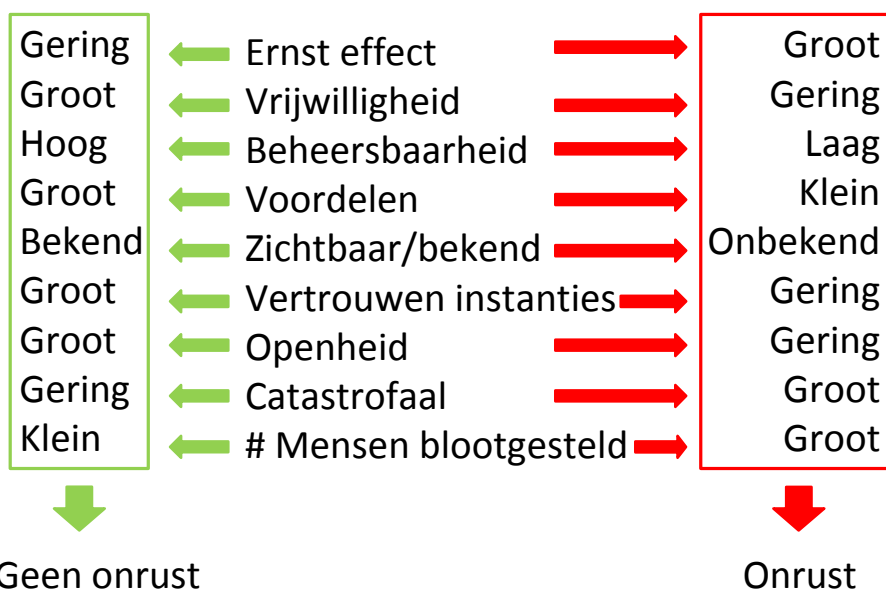 Gering Ernst effect Groot
Groot Vrijwilligheid Gering
Hoog Beheersbaarheid Laag
Groot Voordelen Klein
Bekend Zichtbaar/bekend Onbekend
Groot Vertrouwen instanties Gering
Groot Openheid Gering
Gering Catastrofaal Groot
Klein # Mensen blootgesteld Groot
Geen onrust Onrust